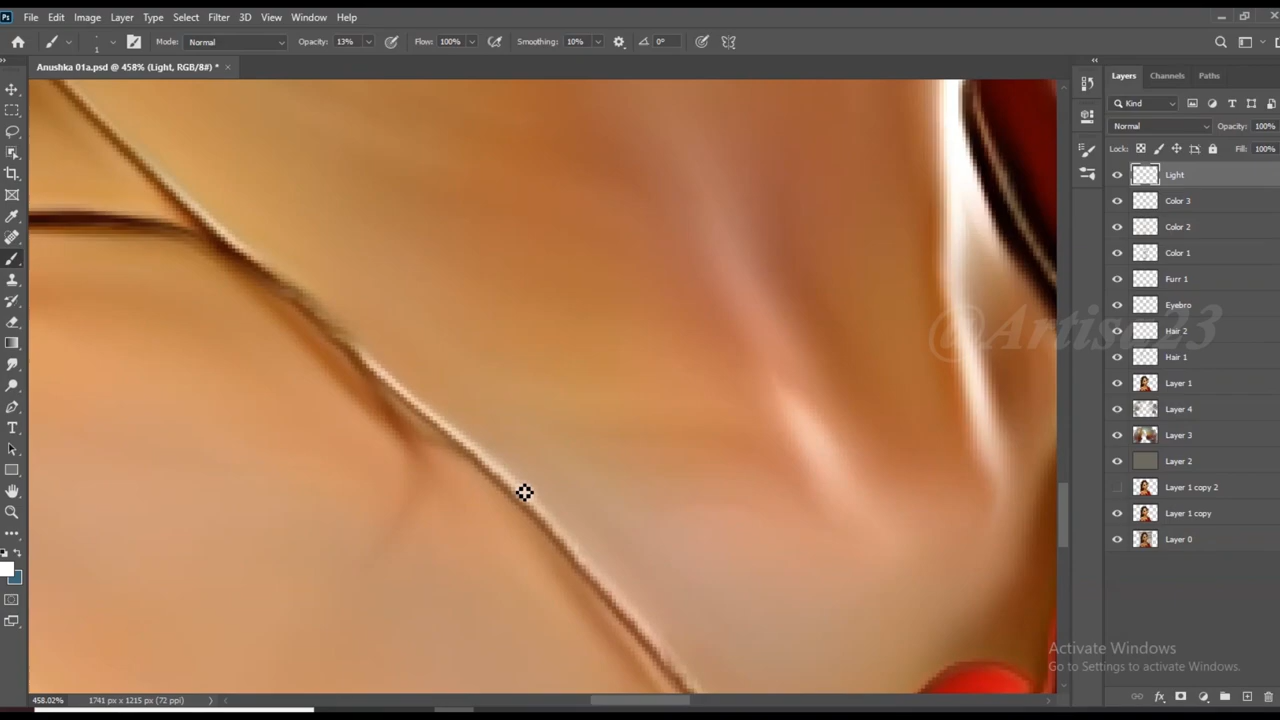 File Edit Image Layer Type Select Filter 3D View Window Help
1 Mode: Normal Opacity: 13% Flow: 100% Smoothing: 10% 0°
Anushka 01a.psd @ 458% (Light, RGB/8#) * ×
Layers Channels Paths
Kind
Normal Opacity: 100%
Lock: Fill: 100%
Light
Color 3
Color 2
Color 1
Furr 1
Eyebro
Hair 2
Hair 1
Layer 1
Layer 4
Layer 3
Layer 2
Layer 1 copy 2
Layer 1 copy
Layer 0
@Artisa23
Activate Windows
Go to Settings to activate Windows.
458.02% 1741 px x 1215 px (72 ppi)